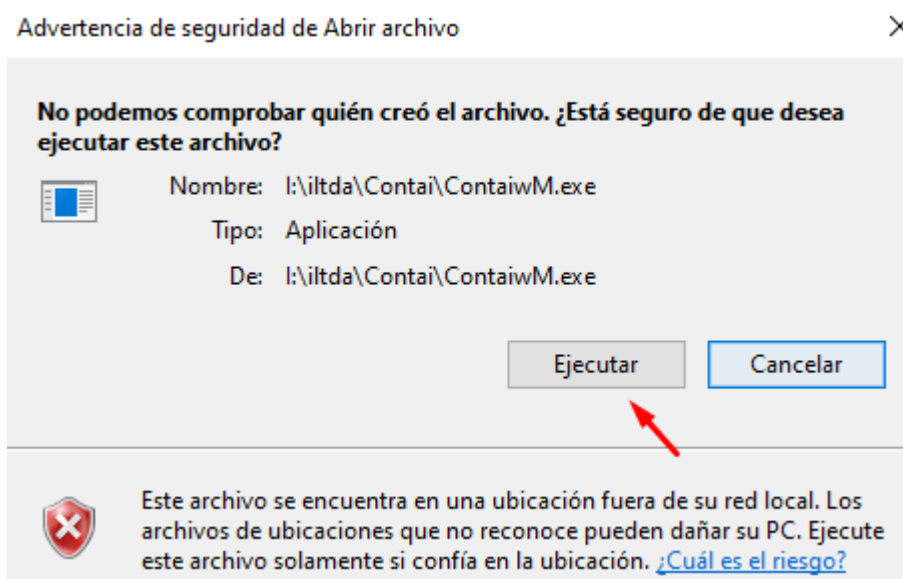 Advertencia de seguridad de Abrir archivo
No podemos comprobar quién creó el archivo. ¿Está seguro de que desea
ejecutar este archivo?
Nombre: I:\iltda\Contai\ContaiwM.exe
Tipo: Aplicación
De: I:\iltda\Contai\ContaiwM.exe
Ejecutar Cancelar
Este archivo se encuentra en una ubicación fuera de su red local. Los
archivos de ubicaciones que no reconoce pueden dañar su PC. Ejecute
este archivo solamente si confía en la ubicación. ¿Cuál es el riesgo?